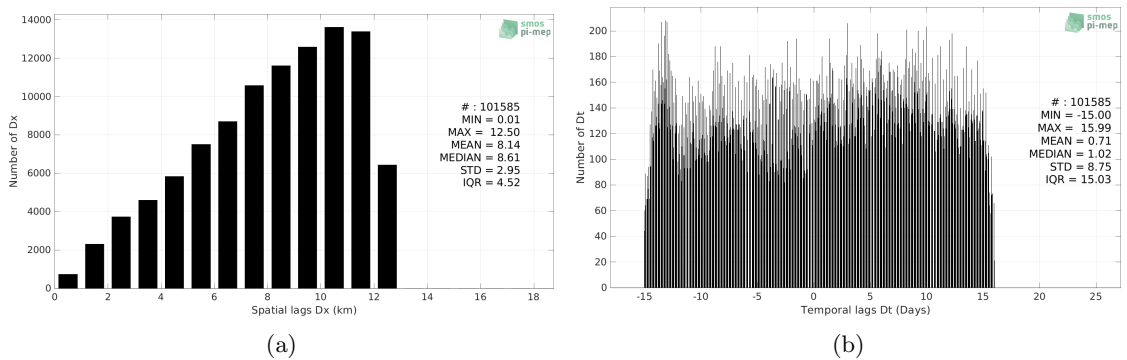 14000
12000
10000
8000
6000
4000
2000
0
Number of Dx
0 2 4 6 8 10 12 14 16 18
Spatial lags Dx (km)
smos
pi-mep
# : 101585
MIN = 0.01
MAX = 12.50
MEAN = 8.14
MEDIAN = 8.61
STD = 2.95
IQR = 4.52
(a)
200
180
160
140
120
100
80
60
40
20
0
Number of Dt
-15 -10 -5 0 5 10 15 20 25
Temporal lags Dt (Days)
smos
pi-mep
# : 101585
MIN = -15.00
MAX = 15.99
MEAN = 0.71
MEDIAN = 1.02
STD = 8.75
IQR = 15.03
(b)